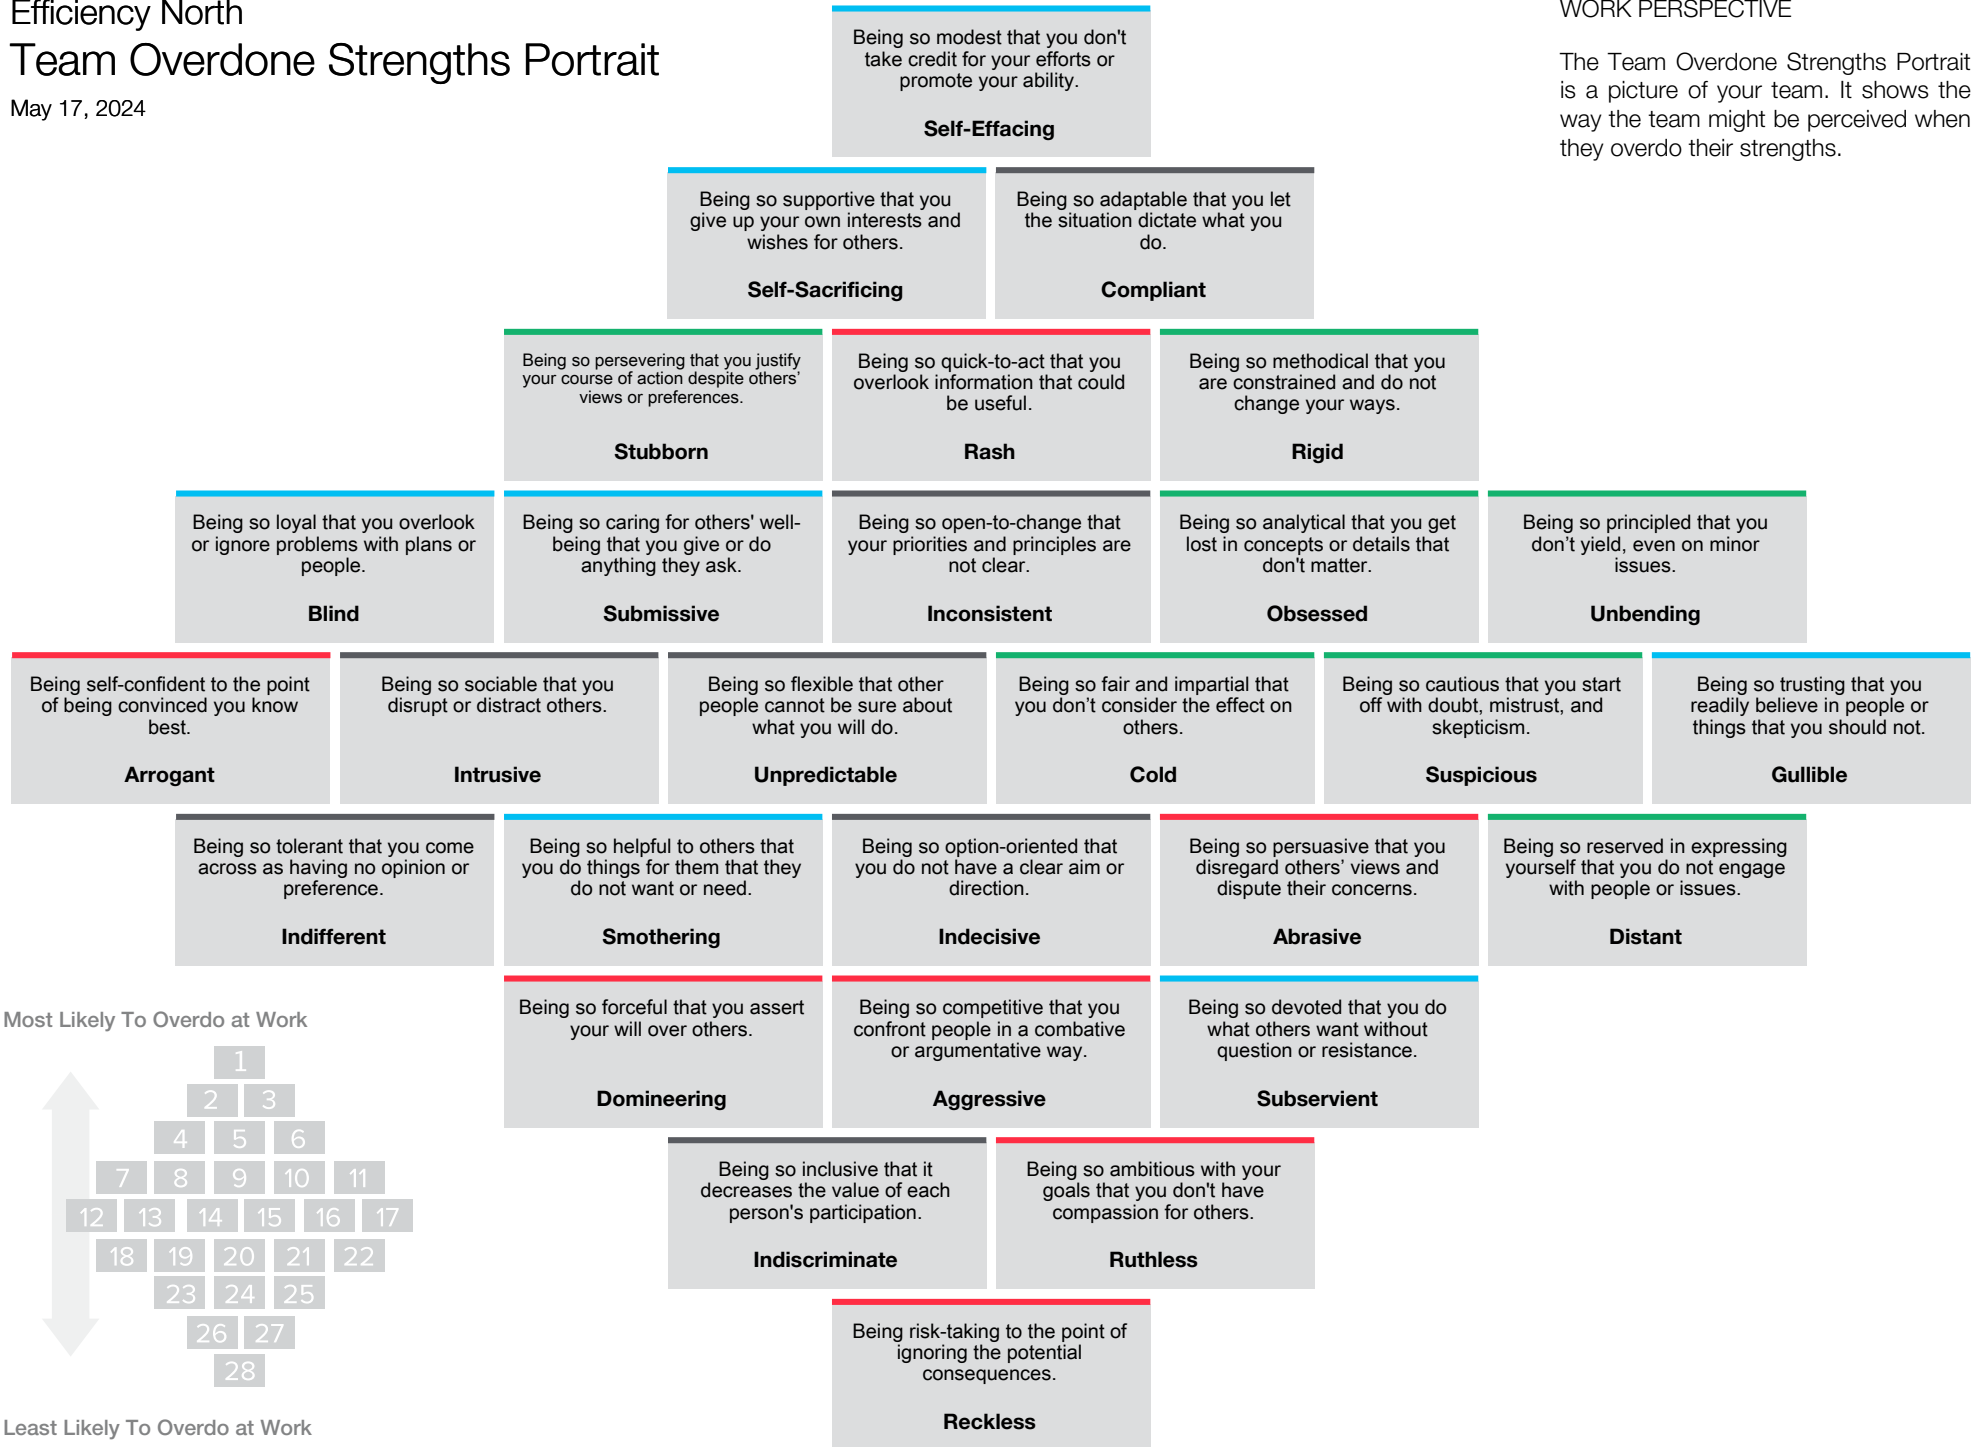 Efficiency North
Team Overdone Strengths Portrait
May 17, 2024
WORK PERSPECTIVE
The Team Overdone Strengths Portrait
is a picture of your team. It shows the
way the team might be perceived when
they overdo their strengths.
Being so modest that you don't
take credit for your efforts or
promote your ability.
Self-Effacing
Being so supportive that you
give up your own interests and
wishes for others.
Self-Sacrificing
Being so adaptable that you let
the situation dictate what you
do.
Compliant
Being so persevering that you justify
your course of action despite others’
views or preferences.
Stubborn
Being so quick-to-act that you
overlook information that could
be useful.
Rash
Being so methodical that you
are constrained and do not
change your ways.
Rigid
Being so loyal that you overlook
or ignore problems with plans or
people.
Blind
Being so caring for others' well-
being that you give or do
anything they ask.
Submissive
Being so open-to-change that
your priorities and principles are
not clear.
Inconsistent
Being so analytical that you get
lost in concepts or details that
don't matter.
Obsessed
Being so principled that you
don’t yield, even on minor
issues.
Unbending
Being self-confident to the point
of being convinced you know
best.
Arrogant
Being so sociable that you
disrupt or distract others.
Intrusive
Being so flexible that other
people cannot be sure about
what you will do.
Unpredictable
Being so fair and impartial that
you don’t consider the effect on
others.
Cold
Being so cautious that you start
off with doubt, mistrust, and
skepticism.
Suspicious
Being so trusting that you
readily believe in people or
things that you should not.
Gullible
Being so tolerant that you come
across as having no opinion or
preference.
Indifferent
Being so helpful to others that
you do things for them that they
do not want or need.
Smothering
Being so option-oriented that
you do not have a clear aim or
direction.
Indecisive
Being so persuasive that you
disregard others’ views and
dispute their concerns.
Abrasive
Being so reserved in expressing
yourself that you do not engage
with people or issues.
Distant
Being so forceful that you assert
your will over others.
Domineering
Being so competitive that you
confront people in a combative
or argumentative way.
Aggressive
Being so devoted that you do
what others want without
question or resistance.
Subservient
Being so inclusive that it
decreases the value of each
person's participation.
Indiscriminate
Being so ambitious with your
goals that you don't have
compassion for others.
Ruthless
Being risk-taking to the point of
ignoring the potential
consequences.
Reckless
Most Likely To Overdo at Work
1
2 3
4 5 6
7 8 9 10 11
12 13 14 15 16 17
18 19 20 21 22
23 24 25
26 27
28
Least Likely To Overdo at Work